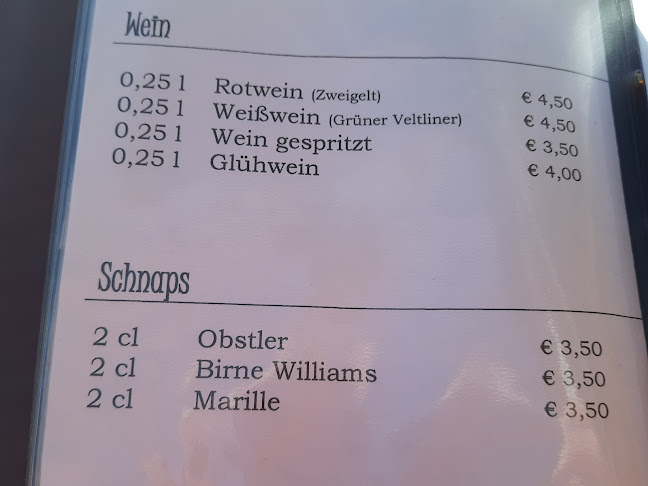 Wein
0,25 l Rotwein (Zweigelt) € 4,50
0,25 l Weißwein (Grüner Veltliner) € 4,50
0,25 l Wein gespritzt € 3,50
0,25 l Glühwein € 4,00
Schnaps
2 cl Obstler € 3,50
2 cl Birne Williams € 3,50
2 cl Marille € 3,50